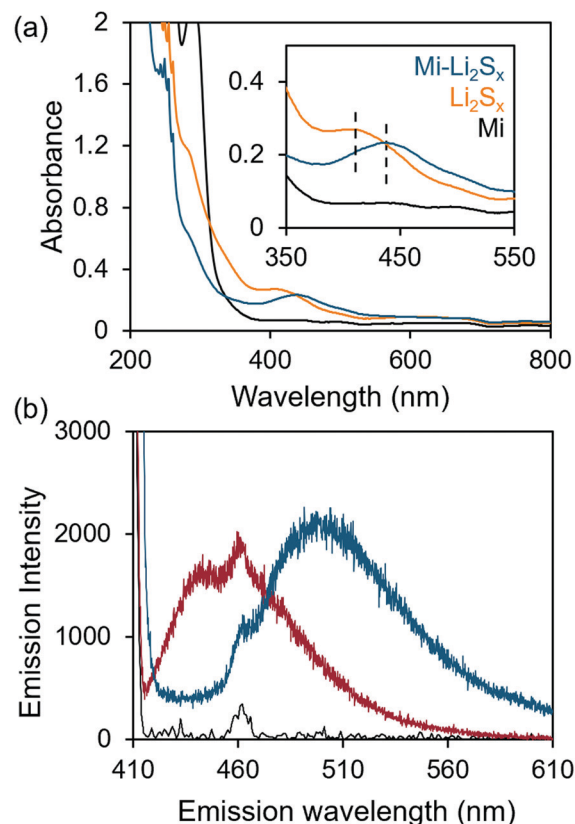 (a)
2
1.6
1.2
0.8
0.4
0
Absorbance
0.4
0.2
0
Mi-Li₂Sₓ
Li₂Sₓ
Mi
350
450
550
200
400
600
800
Wavelength (nm)
(b)
3000
2000
1000
0
Emission Intensity
410
460
510
560
610
Emission wavelength (nm)